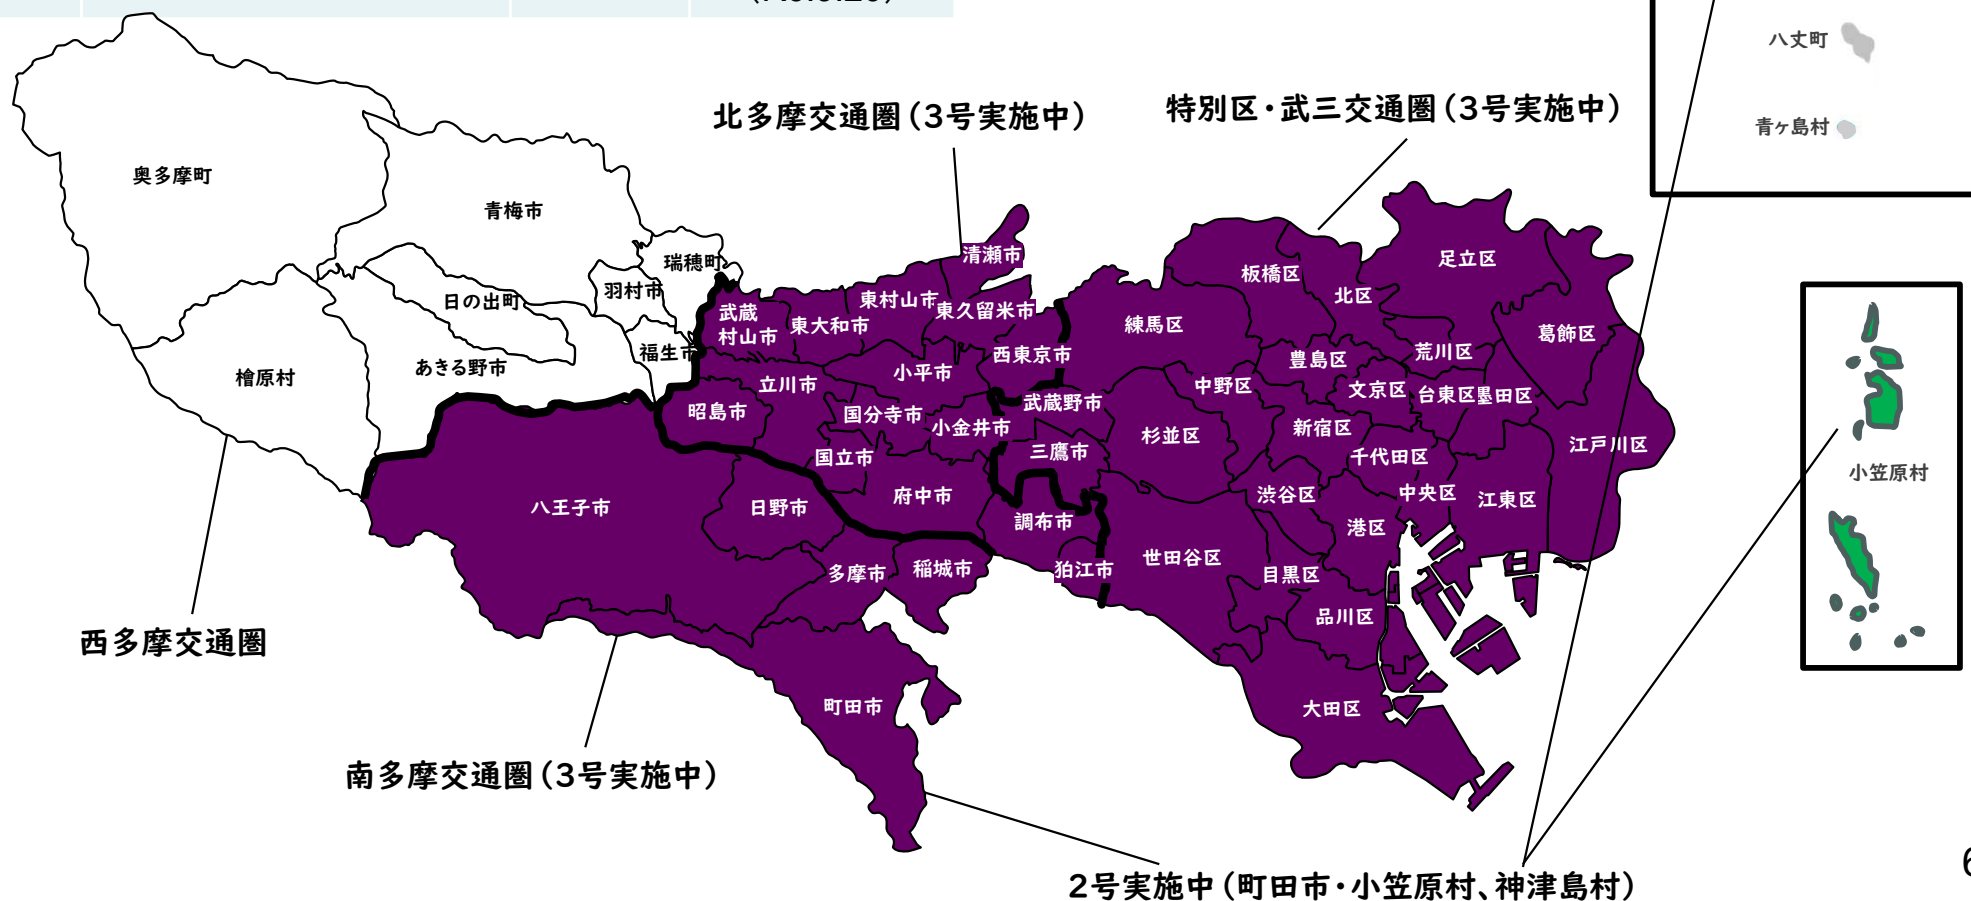 八丈町
青ヶ島村
北多摩交通圏(3号実施中)
特別区・武三交通圏(3号実施中)
奥多摩町
青梅市
瑞穂町
羽村市
日の出町
福生市
あきる野市
檜原村
清瀬市
東村山市
東久留米市
武蔵
村山市
東大和市
西東京市
小平市
立川市
昭島市
国分寺市
小金井市
武蔵野市
三鷹市
国立市
府中市
調布市
狛江市
八王子市
日野市
多摩市
稲城市
町田市
足立区
板橋区
北区
練馬区
葛飾区
豊島区
荒川区
中野区
文京区
台東区
墨田区
杉並区
新宿区
千代田区
江戸川区
渋谷区
中央区
江東区
港区
世田谷区
目黒区
品川区
大田区
小笠原村
西多摩交通圏
南多摩交通圏(3号実施中)
2号実施中(町田市・小笠原村、神津島村)